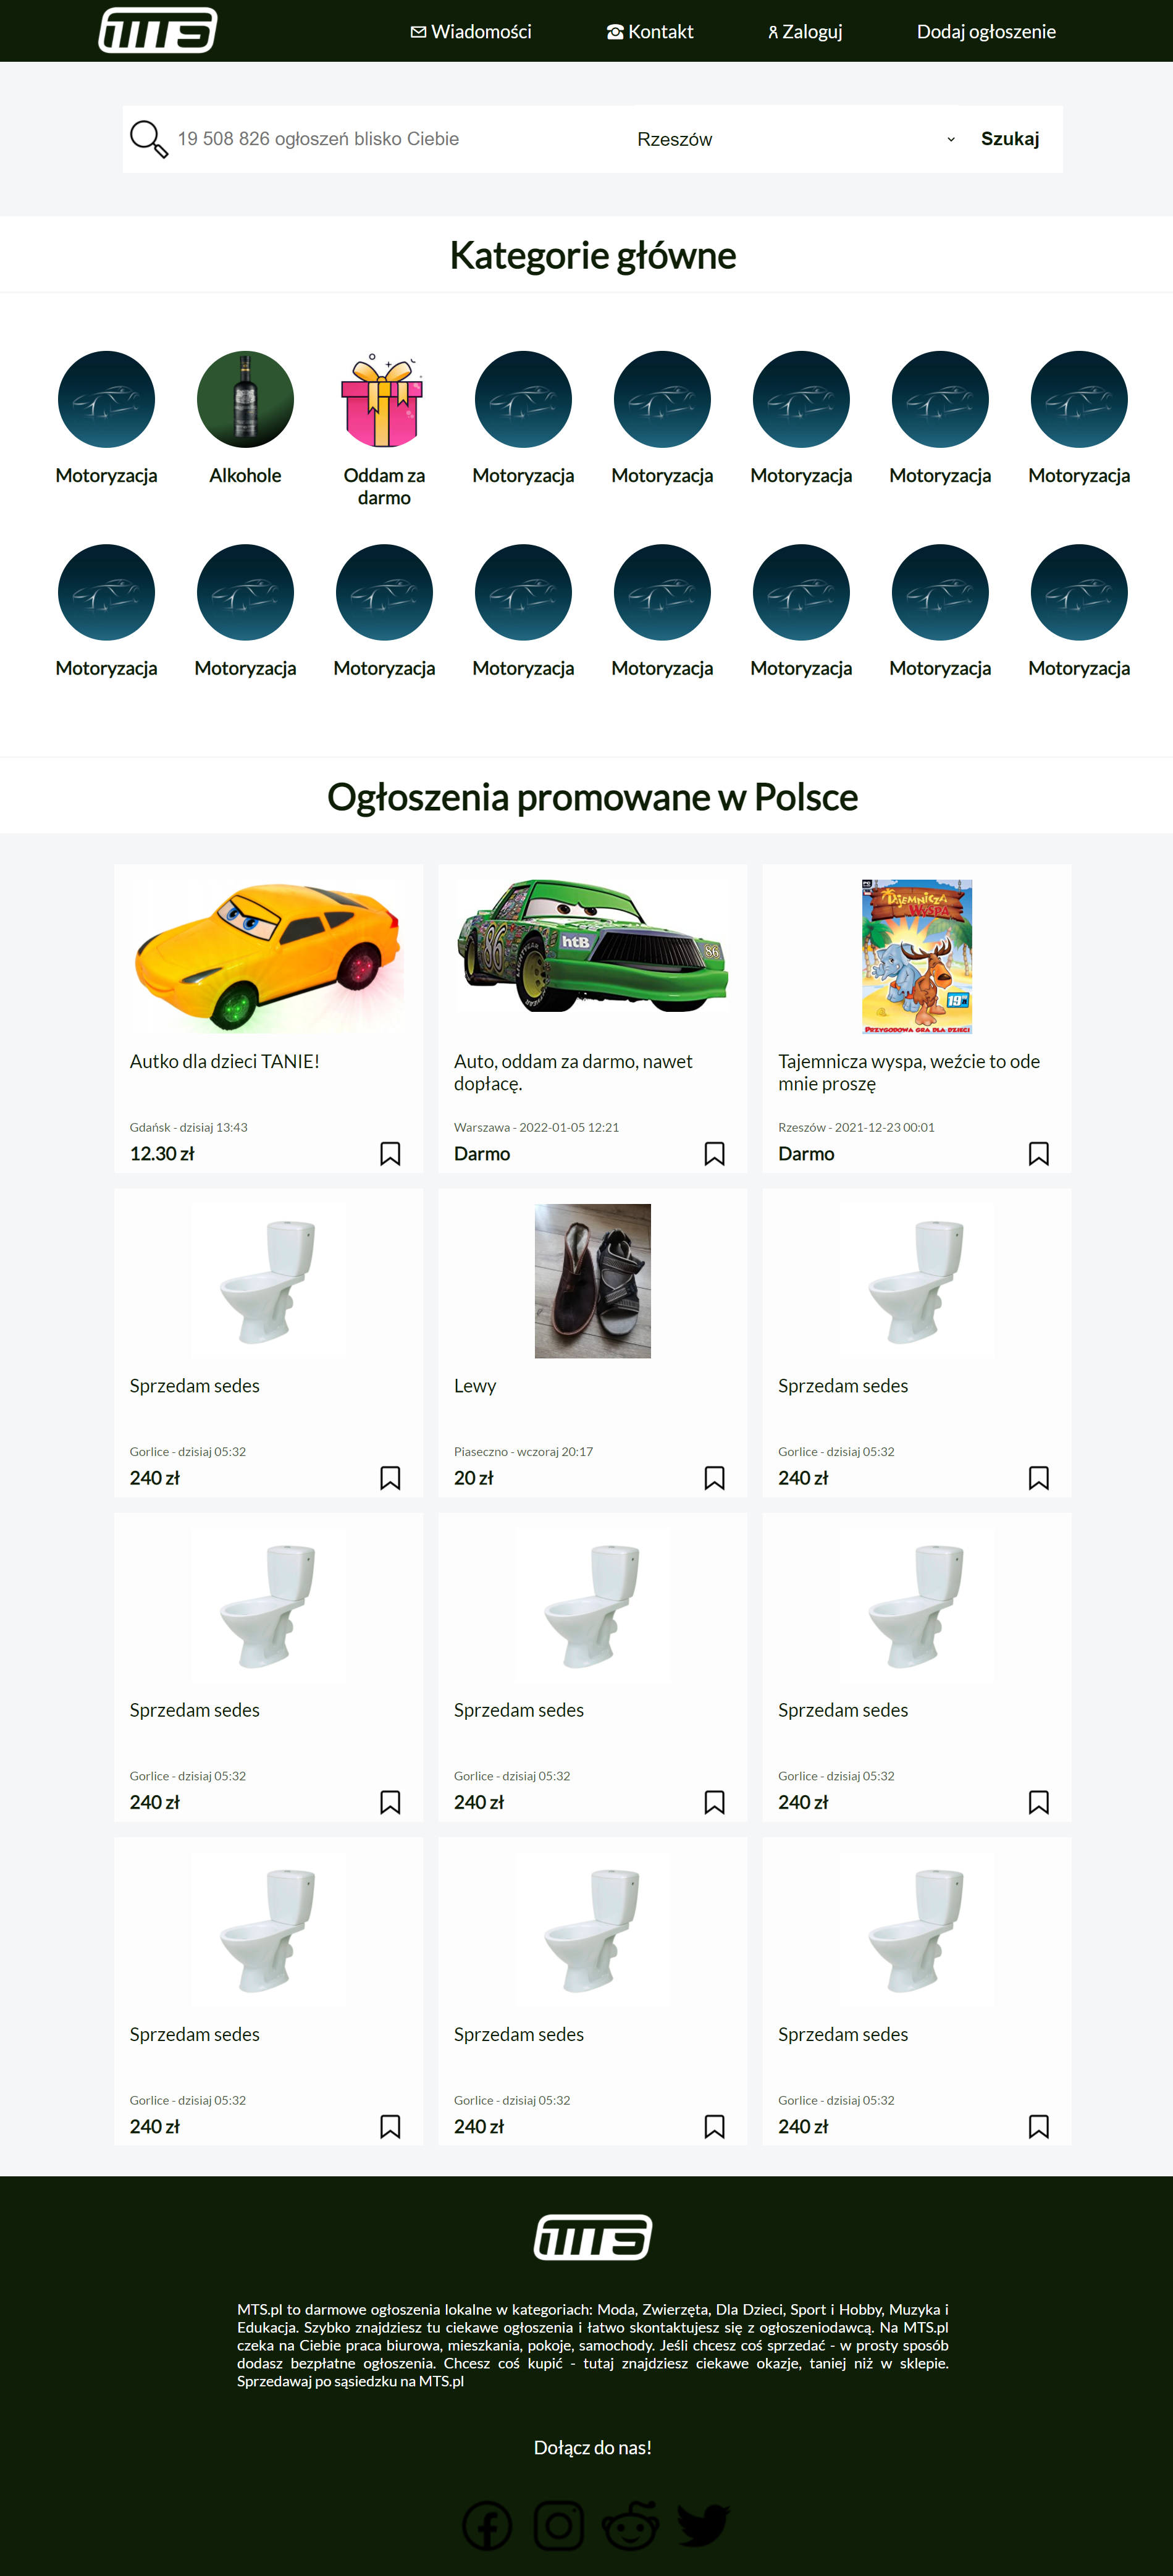 MTS
Wiadomości
Kontakt
Zaloguj
Dodaj ogłoszenie
19 508 826 ogłoszeń blisko Ciebie
Rzeszów
Szukaj
Kategorie główne
Motoryzacja
Alkohole
Oddam za
darmo
Motoryzacja
Motoryzacja
Motoryzacja
Motoryzacja
Motoryzacja
Motoryzacja
Motoryzacja
Motoryzacja
Motoryzacja
Motoryzacja
Motoryzacja
Motoryzacja
Motoryzacja
Ogłoszenia promowane w Polsce
Autko dla dzieci TANIE!
Gdańsk - dzisiaj 13:43
12.30 zł
86
htB
86
Auto, oddam za darmo, nawet
dopłacę.
Warszawa - 2022-01-05 12:21
Darmo
Tajemnicza
Wyspa
19
Przygodowa gra dla dzieci
Tajemnicza wyspa, weźcie to ode
mnie proszę
Rzeszów - 2021-12-23 00:01
Darmo
Sprzedam sedes
Gorlice - dzisiaj 05:32
240 zł
Lewy
Piaseczno - wczoraj 20:17
20 zł
Sprzedam sedes
Gorlice - dzisiaj 05:32
240 zł
Sprzedam sedes
Gorlice - dzisiaj 05:32
240 zł
Sprzedam sedes
Gorlice - dzisiaj 05:32
240 zł
Sprzedam sedes
Gorlice - dzisiaj 05:32
240 zł
Sprzedam sedes
Gorlice - dzisiaj 05:32
240 zł
Sprzedam sedes
Gorlice - dzisiaj 05:32
240 zł
Sprzedam sedes
Gorlice - dzisiaj 05:32
240 zł
MTS
MTS.pl to darmowe ogłoszenia lokalne w kategoriach: Moda, Zwierzęta, Dla Dzieci, Sport i Hobby, Muzyka i
Edukacja. Szybko znajdziesz tu ciekawe ogłoszenia i łatwo skontaktujesz się z ogłoszeniodawcą. Na MTS.pl
czeka na Ciebie praca biurowa, mieszkania, pokoje, samochody. Jeśli chcesz coś sprzedać - w prosty sposób
dodasz bezpłatne ogłoszenia. Chcesz coś kupić - tutaj znajdziesz ciekawe okazje, taniej niż w sklepie.
Sprzedawaj po sąsiedzku na MTS.pl
Dołącz do nas!